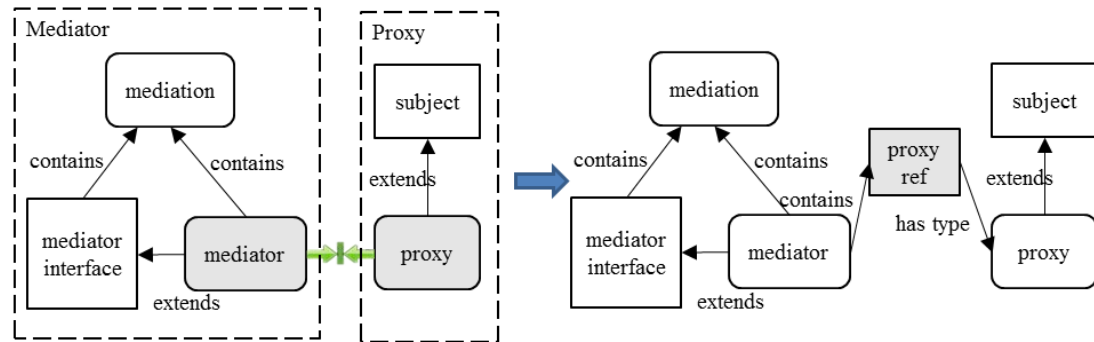 Mediator
mediation
contains
contains
mediator
interface
mediator
extends
Proxy
subject
extends
proxy
mediation
contains
contains
contains
mediator
interface
mediator
extends
proxy
ref
has type
subject
extends
proxy